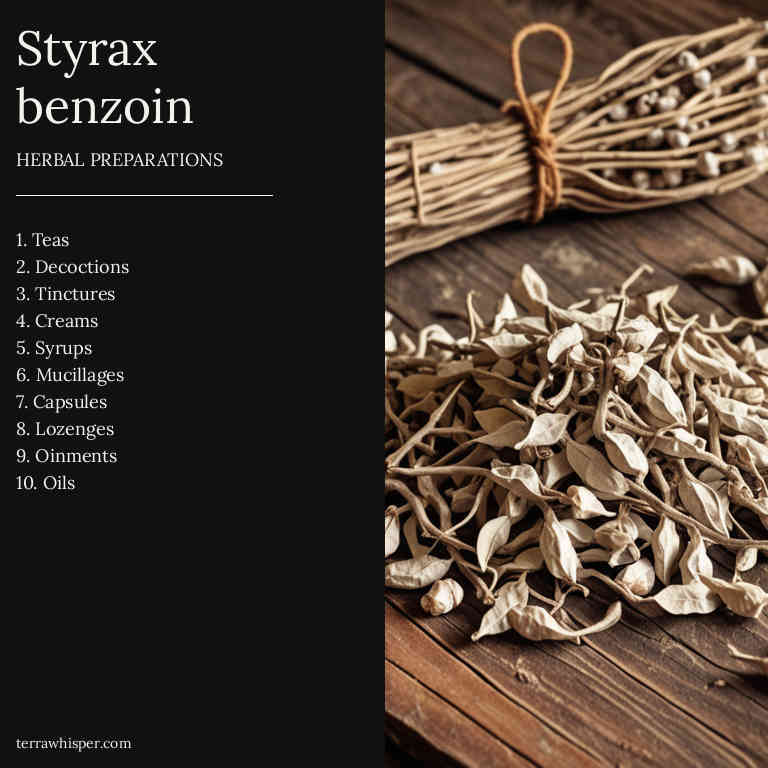 Styrax
benzoin
HERBAL PREPARATIONS
1. Teas
2. Decoctions
3. Tinctures
4. Creams
5. Syrups
6. Mucillages
7. Capsules
8. Lozenges
9. Oinments
10. Oils
terrawhisper.com